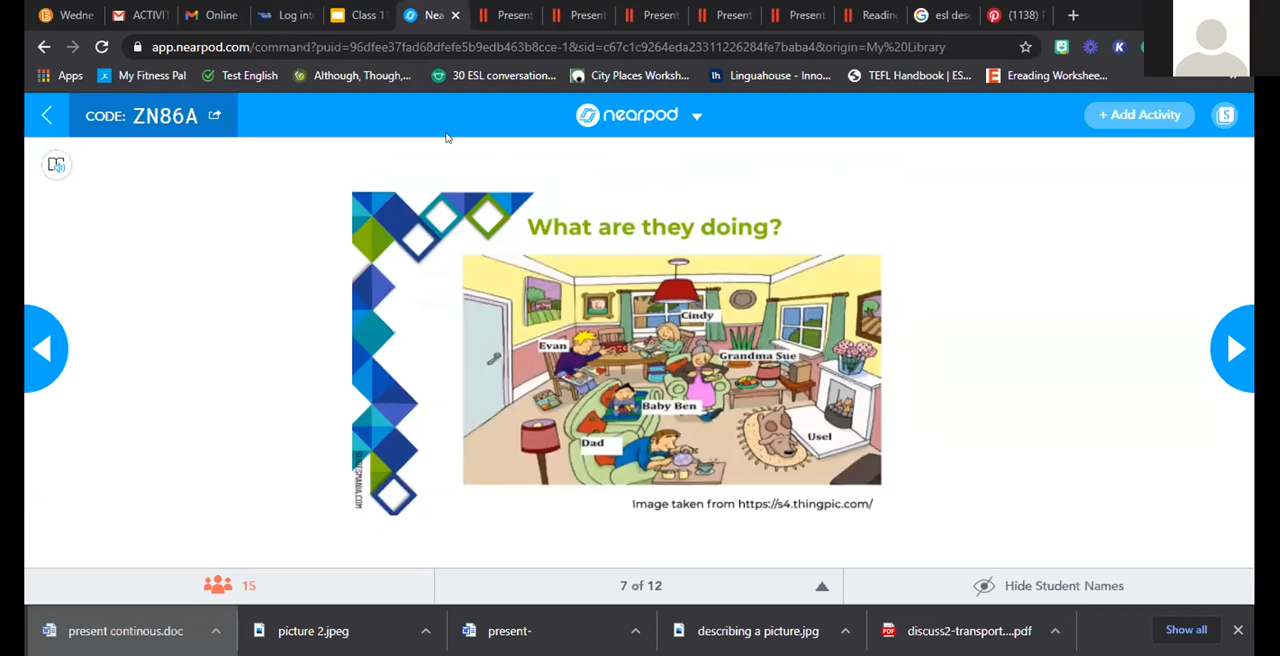 Wedne
ACTIVIT
Online
Log int
Class 1
Nea
Present
Present
Present
Present
Present
Reading
esl des
(1138)
app.nearpod.com/command?puid=96dfee37fad68dfefe5b9edb463b8cce-1&sid=c67c1c9264eda23311226284fe7baba4&origin=My%20Library
Apps
My Fitness Pal
Test English
Although, Though,...
30 ESL conversation...
City Places Worksh...
Linguahouse - Inno...
TEFL Handbook | ES...
Ereading Workshee...
CODE: ZN86A
nearpod
+ Add Activity
S
What are they doing?
Cindy
Evan
Grandma Sue
Baby Ben
Dad
Usel
SLIDESMANIA.COM
Image taken from https://s4.thingpic.com/
15
7 of 12
Hide Student Names
present continous.doc
picture 2.jpeg
present-
describing a picture.jpg
discuss2-transport....pdf
Show all